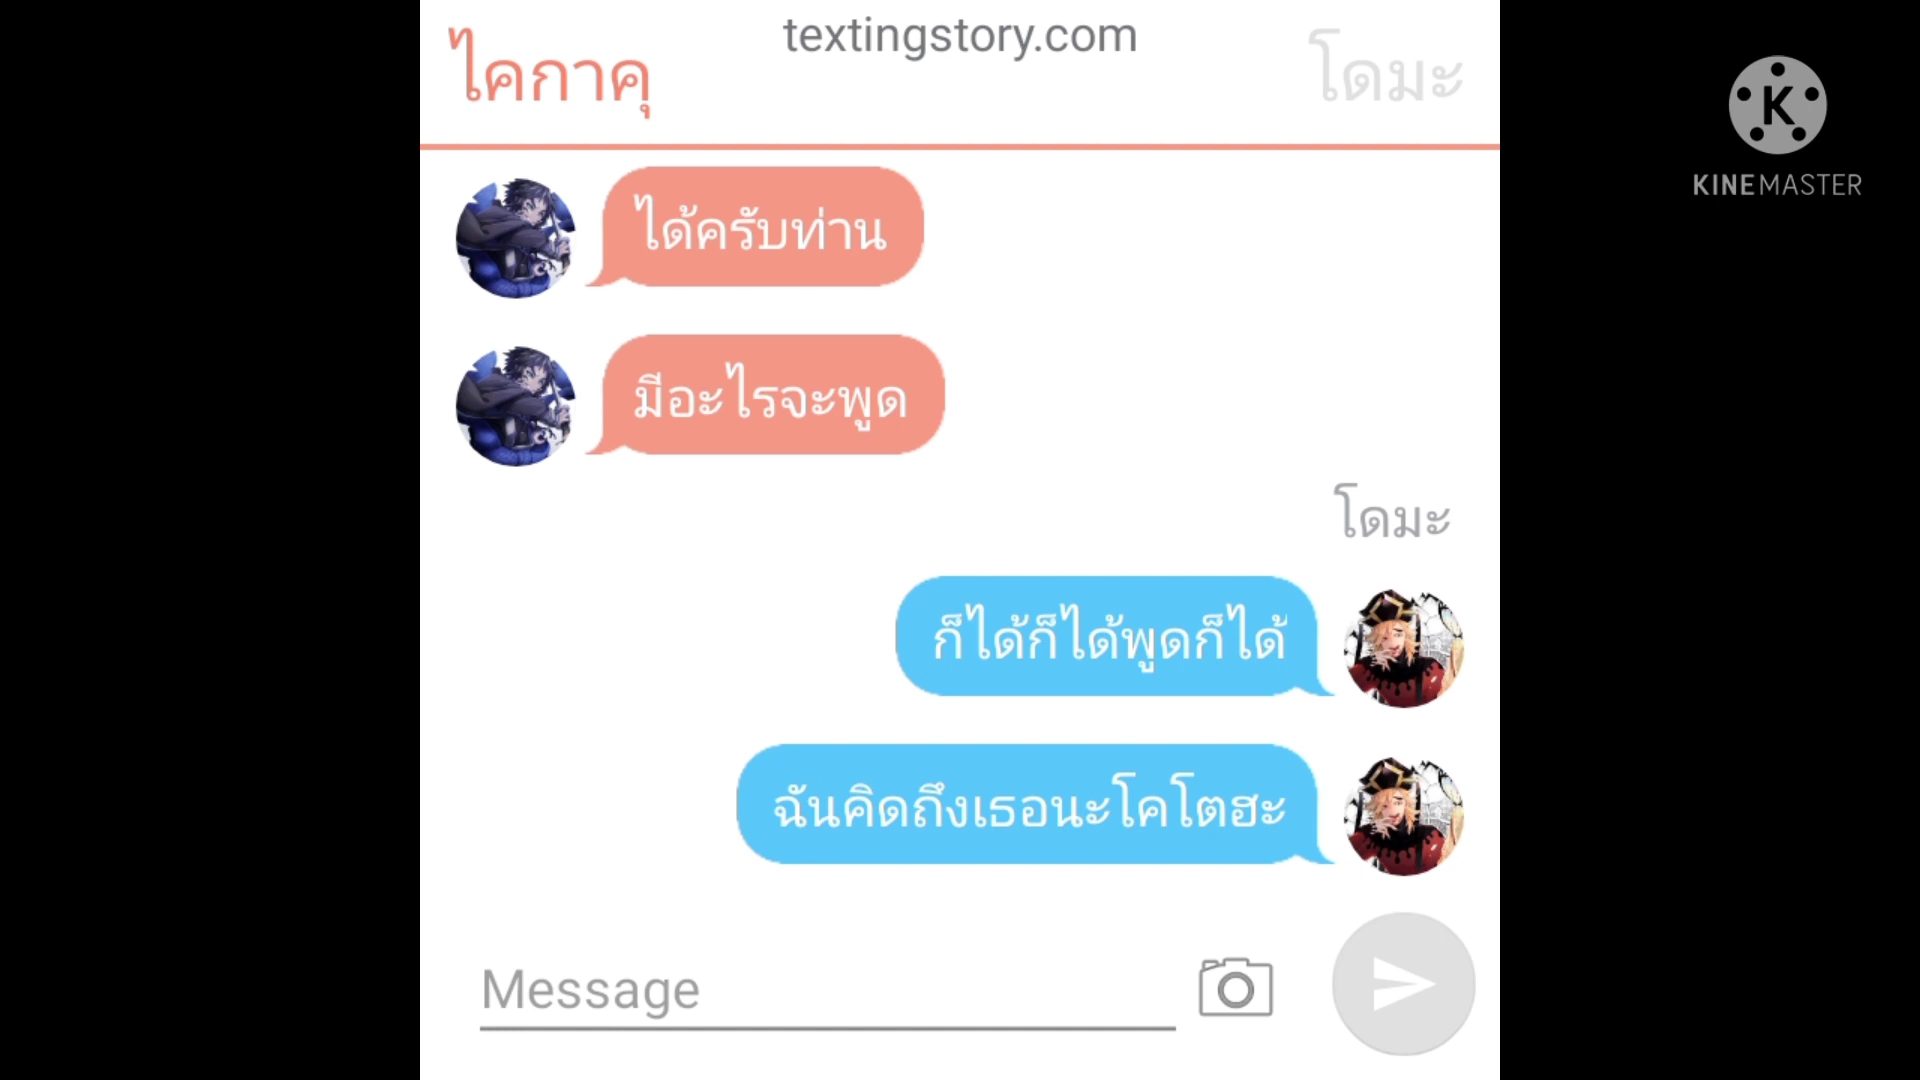 textingstory.com
ไคกาคุ
โดมะ
KINEMASTER
ได้ครับท่าน
มีอะไรจะพูด
โดมะ
ก็ได้ก็ได้พูดก็ได้
ฉันคิดถึงเธอนะโคโตฮะ
Message